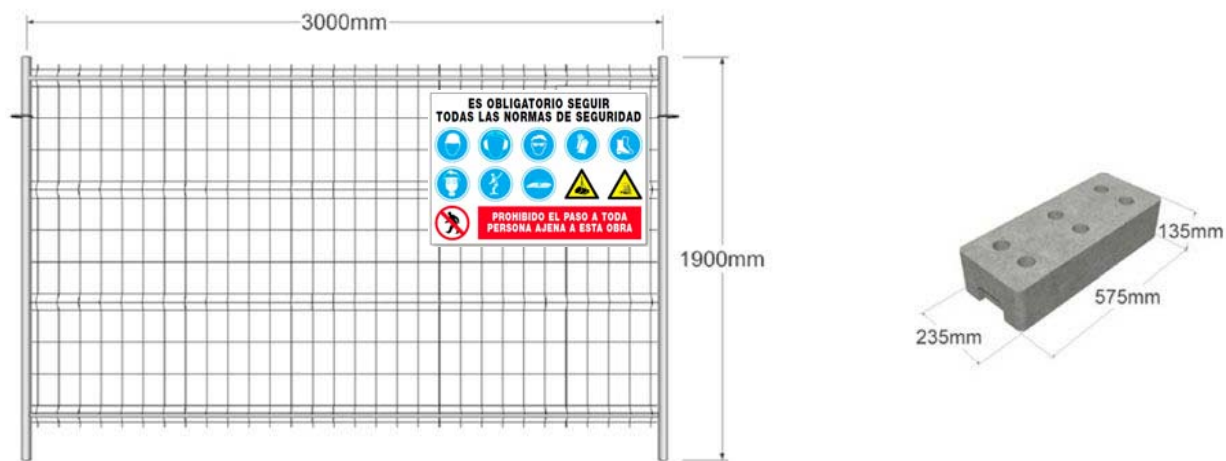 3000mm
ES OBLIGATORIO SEGUIR
TODAS LAS NORMAS DE SEGURIDAD
PROHIBIDO EL PASO A TODA
PERSONA AJENA A ESTA OBRA
1900mm
135mm
575mm
235mm